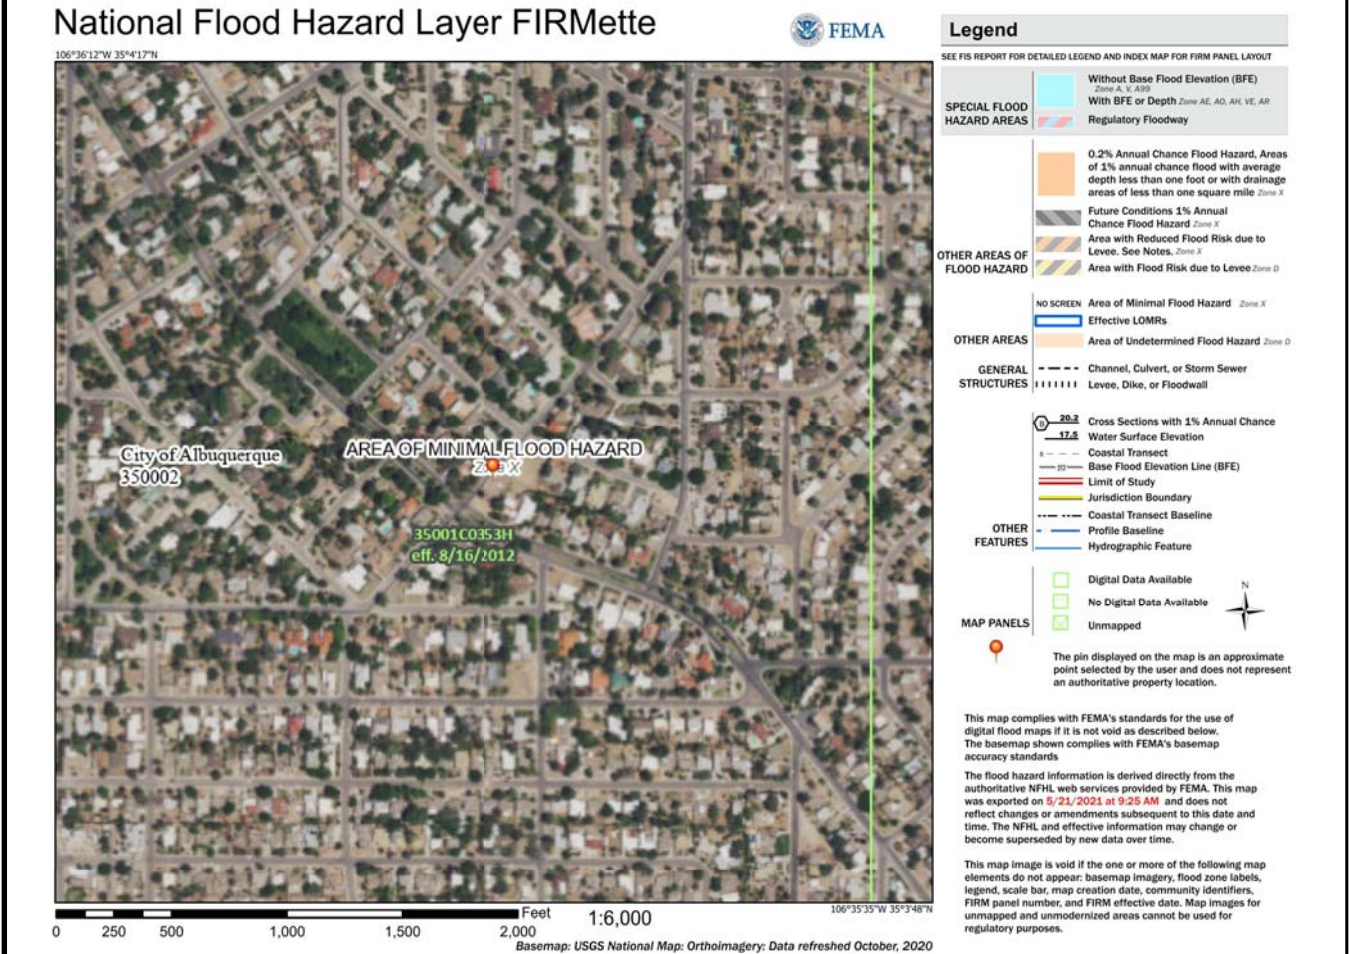 National Flood Hazard Layer FIRMette
FEMA
106°36'12"W 35°4'17"N
City of Albuquerque
350002
AREA OF MINIMAL FLOOD HAZARD
Zone X
35001C0353H
eff. 8/16/2012
0 250 500 1,000 1,500 2,000
Feet
1:6,000
106°35'35"W 35°3'48"N
Basemap: USGS National Map: Orthoimagery: Data refreshed October, 2020
Legend
SEE FIS REPORT FOR DETAILED LEGEND AND INDEX MAP FOR FIRM PANEL LAYOUT
SPECIAL FLOOD
HAZARD AREAS
Without Base Flood Elevation (BFE)
Zone A, V, A99
With BFE or Depth Zone AE, AO, AH, VE, AR
Regulatory Floodway
OTHER AREAS OF
FLOOD HAZARD
0.2% Annual Chance Flood Hazard, Areas
of 1% annual chance flood with average
depth less than one foot or with drainage
areas of less than one square mile Zone X
Future Conditions 1% Annual
Chance Flood Hazard Zone X
Area with Reduced Flood Risk due to
Levee. See Notes. Zone X
Area with Flood Risk due to Levee Zone D
OTHER AREAS
NO SCREEN Area of Minimal Flood Hazard Zone X
Effective LOMRs
Area of Undetermined Flood Hazard Zone D
GENERAL
STRUCTURES
Channel, Culvert, or Storm Sewer
Levee, Dike, or Floodwall
OTHER
FEATURES
20.2 Cross Sections with 1% Annual Chance
17.5 Water Surface Elevation
Coastal Transect
Base Flood Elevation Line (BFE)
Limit of Study
Jurisdiction Boundary
Coastal Transect Baseline
Profile Baseline
Hydrographic Feature
MAP PANELS
Digital Data Available
No Digital Data Available
Unmapped
N
The pin displayed on the map is an approximate
point selected by the user and does not represent
an authoritative property location.
This map complies with FEMA's standards for the use of
digital flood maps if it is not void as described below.
The basemap shown complies with FEMA's basemap
accuracy standards
The flood hazard information is derived directly from the
authoritative NFHL web services provided by FEMA. This map
was exported on 5/21/2021 at 9:25 AM and does not
reflect changes or amendments subsequent to this date and
time. The NFHL and effective information may change or
become superseded by new data over time.
This map image is void if the one or more of the following map
elements do not appear: basemap imagery, flood zone labels,
legend, scale bar, map creation date, community identifiers,
FIRM panel number, and FIRM effective date. Map images for
unmapped and unmodernized areas cannot be used for
regulatory purposes.